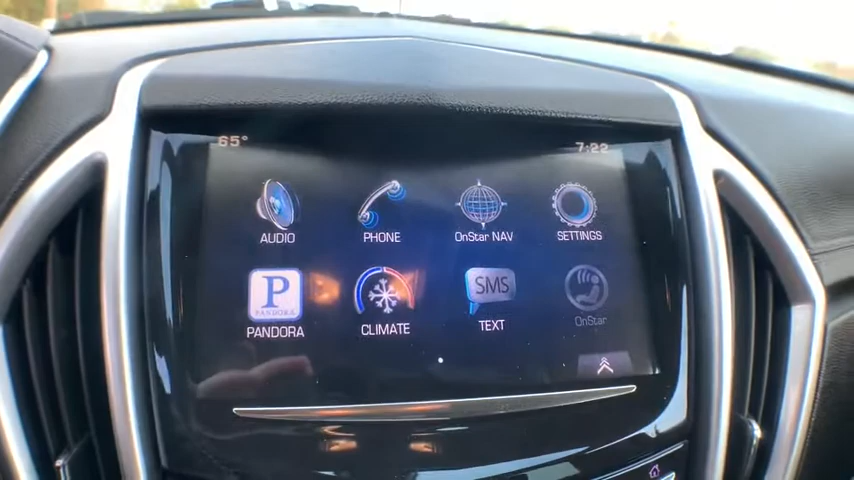 65° 7:22
AUDIO PHONE OnStar NAV SETTINGS
P SMS
PANDORA
PANDORA CLIMATE TEXT OnStar